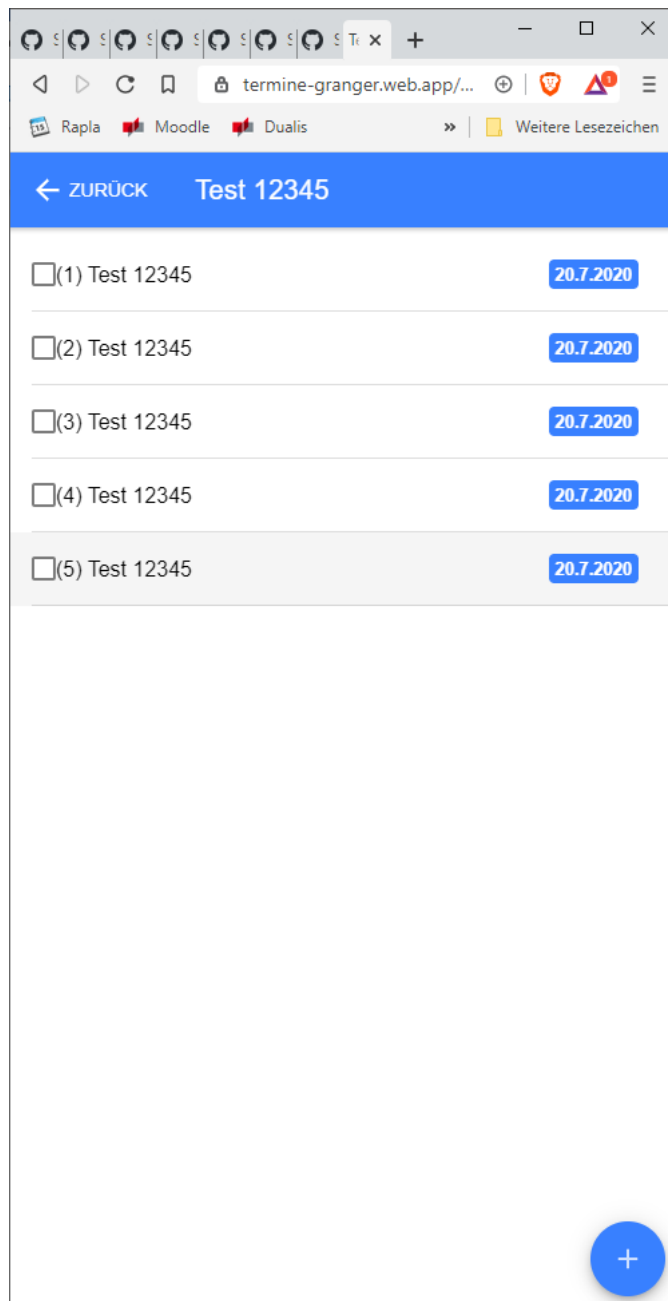 termine-granger.web.app/...
1
15 Rapla Moodle Dualis » Weitere Lesezeichen
ZURÜCK Test 12345
(1) Test 12345 20.7.2020
(2) Test 12345 20.7.2020
(3) Test 12345 20.7.2020
(4) Test 12345 20.7.2020
(5) Test 12345 20.7.2020